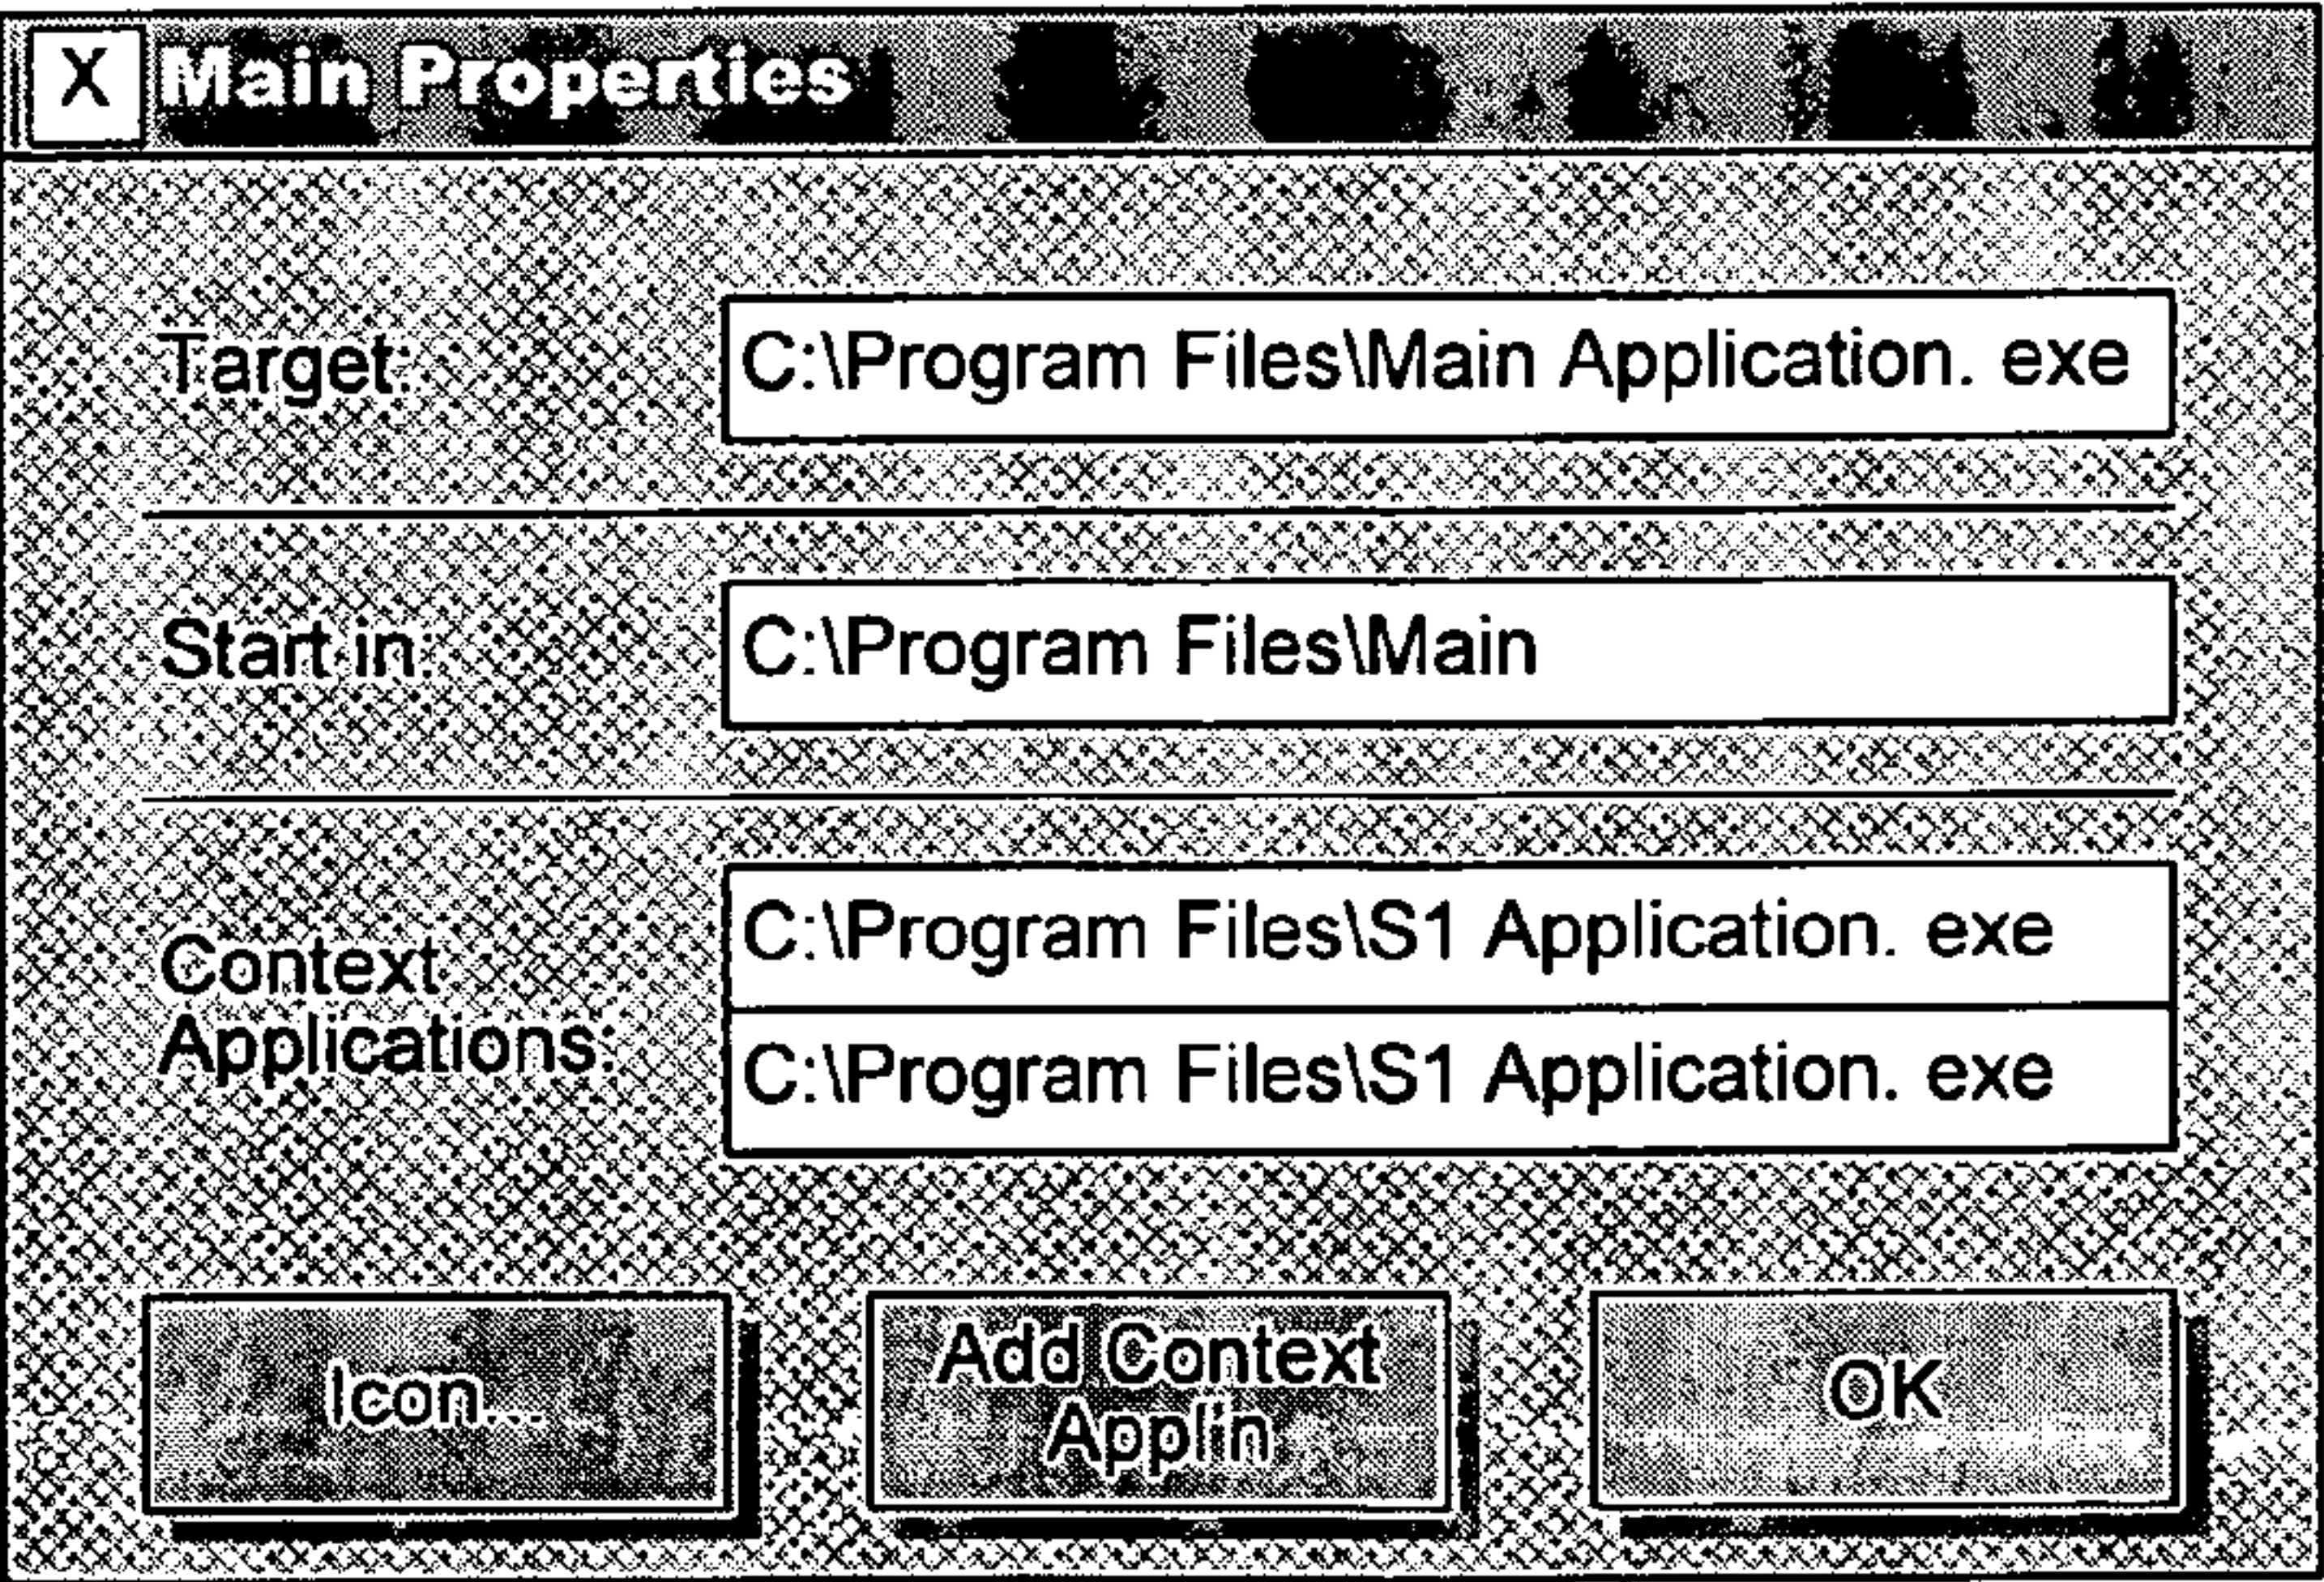 X Main Properties
Target: C:\Program Files\Main Application. exe
Start in: C:\Program Files\Main
Context
Applications:
C:\Program Files\S1 Application. exe
C:\Program Files\S1 Application. exe
Icon...
Add Context
Applin
OK